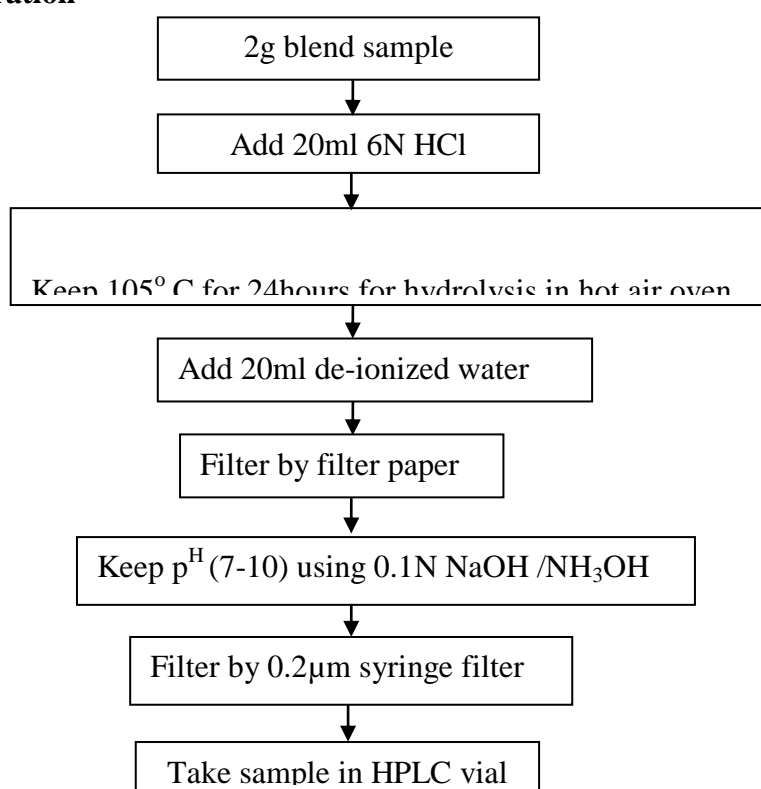 2g blend sample
Add 20ml 6N HCl
Keep 105° C for 24hours for hydrolysis in hot air oven
Add 20ml de-ionized water
Filter by filter paper
Keep pᴴ (7-10) using 0.1N NaOH /NH₃OH
Filter by 0.2µm syringe filter
Take sample in HPLC vial